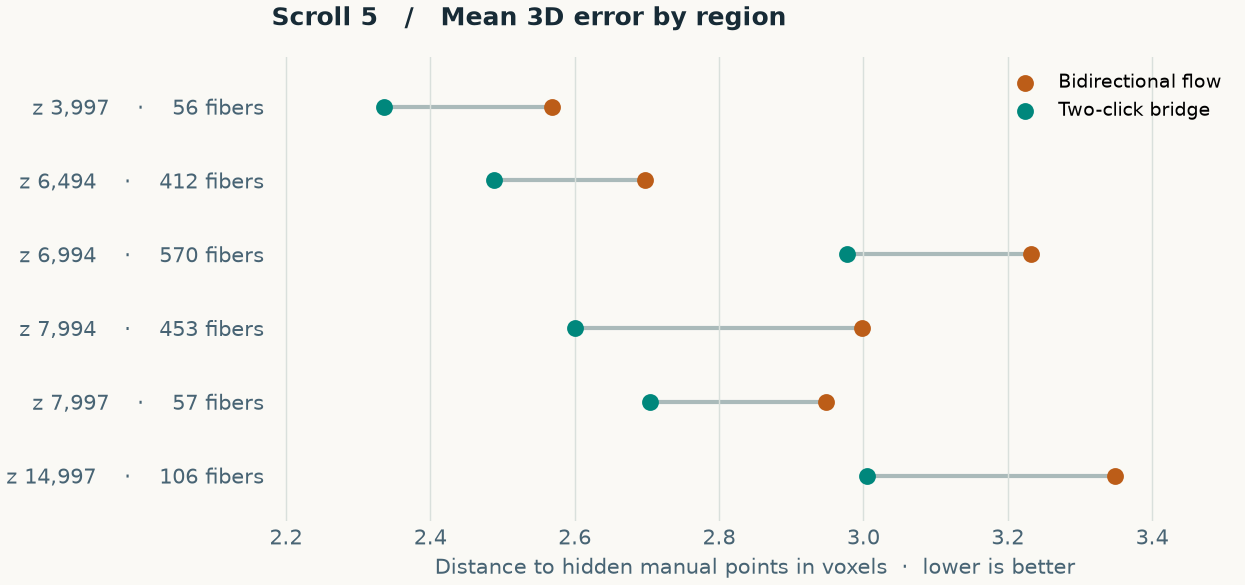 Scroll 5 / Mean 3D error by region
Bidirectional flow
Two-click bridge
z 3,997 · 56 fibers
z 6,494 · 412 fibers
z 6,994 · 570 fibers
z 7,994 · 453 fibers
z 7,997 · 57 fibers
z 14,997 · 106 fibers
2.2 2.4 2.6 2.8 3.0 3.2 3.4
Distance to hidden manual points in voxels · lower is better